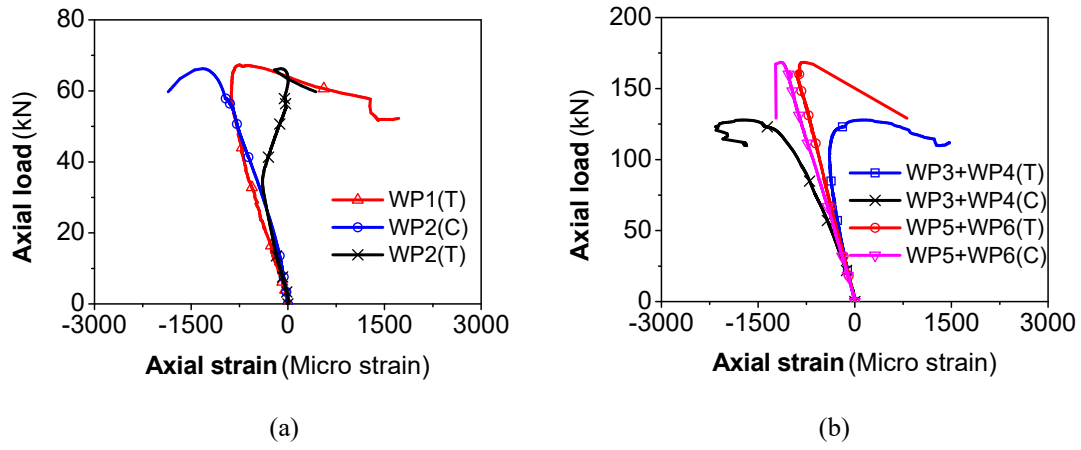 80
60
40
20
0
Axial load (kN)
WP1(T)
WP2(C)
WP2(T)
-3000 -1500 0 1500 3000
Axial strain (Micro strain)
(a)
200
150
100
50
0
Axial load (kN)
WP3+WP4(T)
WP3+WP4(C)
WP5+WP6(T)
WP5+WP6(C)
-3000 -1500 0 1500 3000
Axial strain (Micro strain)
(b)